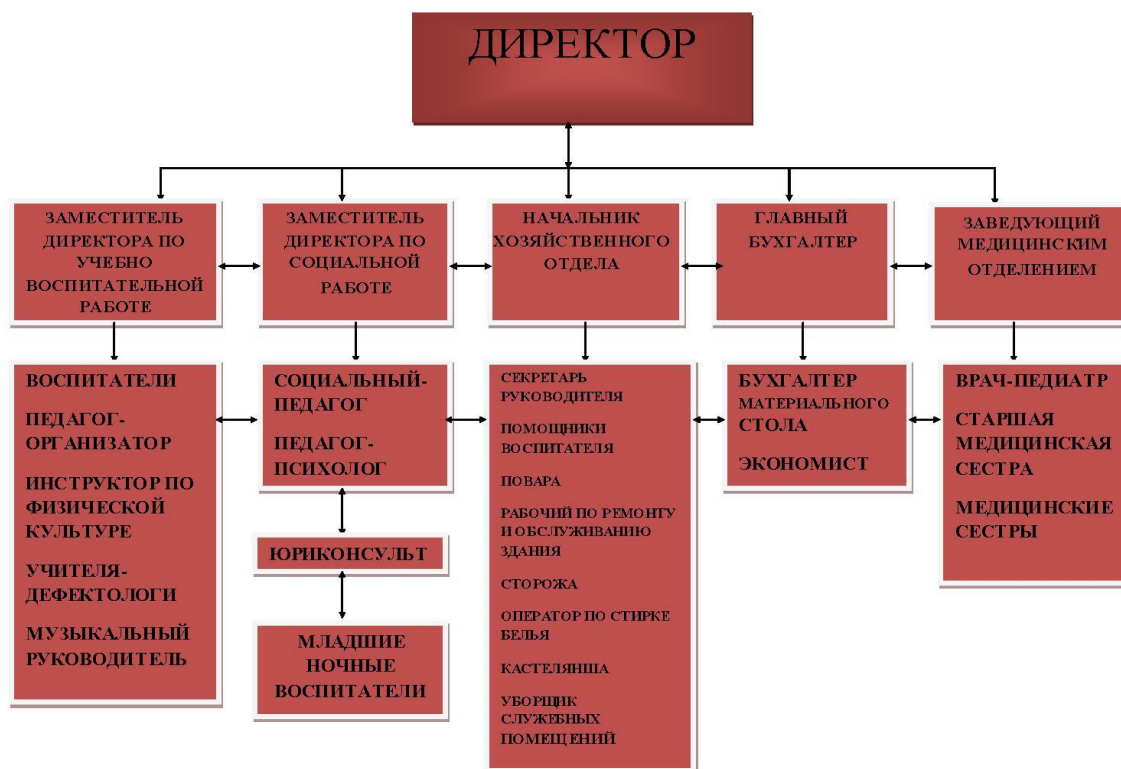 ДИРЕКТОР
ЗАМЕСТИТЕЛЬ
ДИРЕКТОРА ПО
УЧЕБНО
ВОСПИТАТЕЛЬНОЙ
РАБОТЕ
ЗАМЕСТИТЕЛЬ
ДИРЕКТОРА ПО
СОЦИАЛЬНОЙ
РАБОТЕ
НАЧАЛЬНИК
ХОЗЯЙСТВЕННОГО
ОТДЕЛА
ГЛАВНЫЙ
БУХГАЛТЕР
ЗАВЕДУЮЩИЙ
МЕДИЦИНСКИМ
ОТДЕЛЕНИЕМ
ВОСПИТАТЕЛИ
ПЕДАГОГ-
ОРГАНИЗАТОР
ИНСТРУКТОР ПО
ФИЗИЧЕСКОЙ
КУЛЬТУРЕ
УЧИТЕЛЯ-
ДЕФЕКТОЛОГИ
МУЗЫКАЛЬНЫЙ
РУКОВОДИТЕЛЬ
СОЦИАЛЬНЫЙ-
ПЕДАГОГ
ПЕДАГОГ-
ПСИХОЛОГ
ЮРИКОНСУЛЬТ
МЛАДШИЕ
НОЧНЫЕ
ВОСПИТАТЕЛИ
СЕКРЕТАРЬ
РУКОВОДИТЕЛЯ
ПОМОЩНИКИ
ВОСПИТАТЕЛЯ
ПОВАРА
РАБОЧИЙ ПО РЕМОНТУ
И ОБСЛУЖИВАНИЮ
ЗДАНИЯ
СТОРОЖА
ОПЕРАТОР ПО СТИРКЕ
БЕЛЬЯ
КАСТЕЛЯНША
УБОРЩИК
СЛУЖЕБНЫХ
ПОМЕЩЕНИЙ
БУХГАЛТЕР
МАТЕРИАЛЬНОГО
СТОЛА
ЭКОНОМИСТ
ВРАЧ-ПЕДИАТР
СТАРШАЯ
МЕДИЦИНСКАЯ
СЕСТРА
МЕДИЦИНСКИЕ
СЕСТРЫ